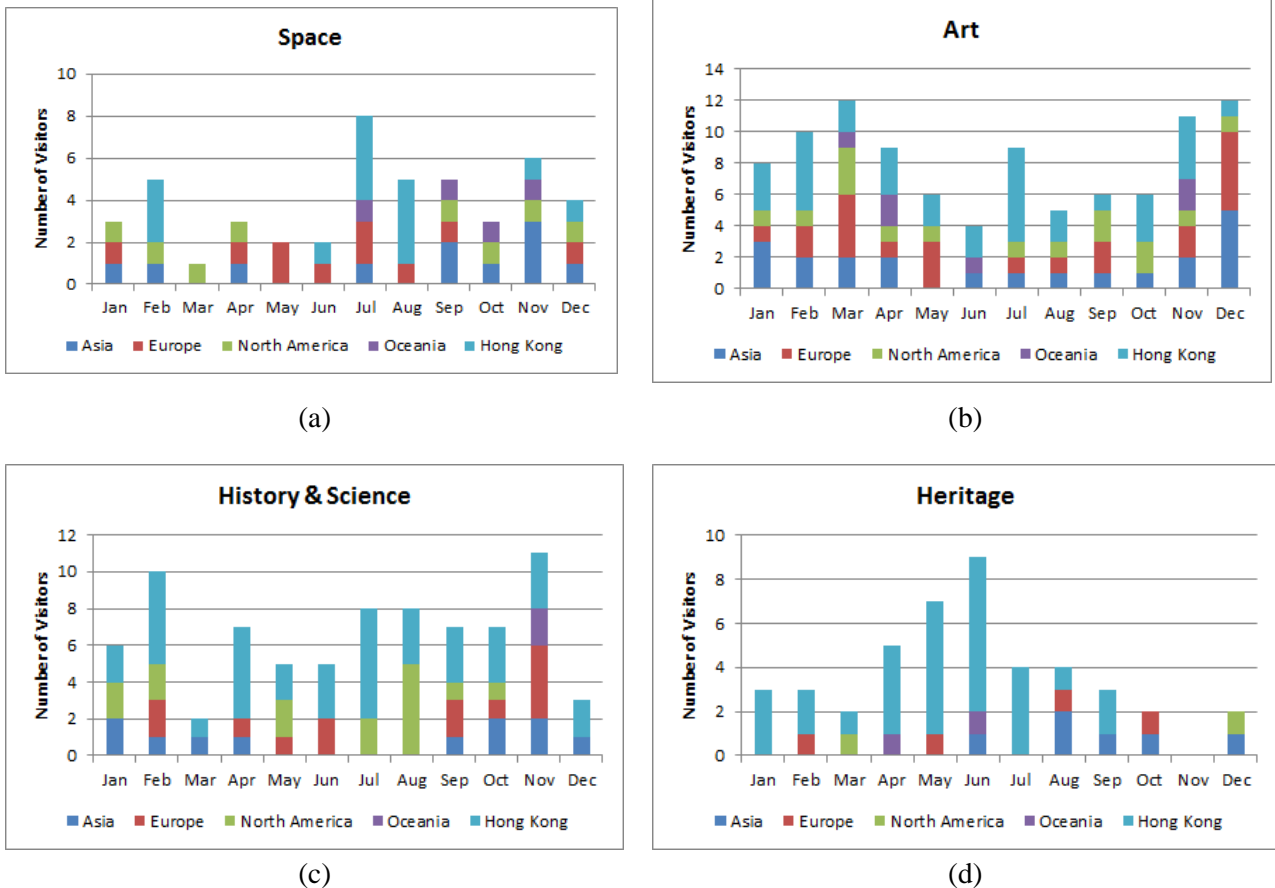 Space
Number of Visitors
10
8
6
4
2
0
Jan Feb Mar Apr May Jun Jul Aug Sep Oct Nov Dec
Asia Europe North America Oceania Hong Kong
(a)
Art
Number of Visitors
14
12
10
8
6
4
2
0
Jan Feb Mar Apr May Jun Jul Aug Sep Oct Nov Dec
Asia Europe North America Oceania Hong Kong
(b)
History & Science
Number of Visitors
12
10
8
6
4
2
0
Jan Feb Mar Apr May Jun Jul Aug Sep Oct Nov Dec
Asia Europe North America Oceania Hong Kong
(c)
Heritage
Number of Visitors
10
8
6
4
2
0
Jan Feb Mar Apr May Jun Jul Aug Sep Oct Nov Dec
Asia Europe North America Oceania Hong Kong
(d)